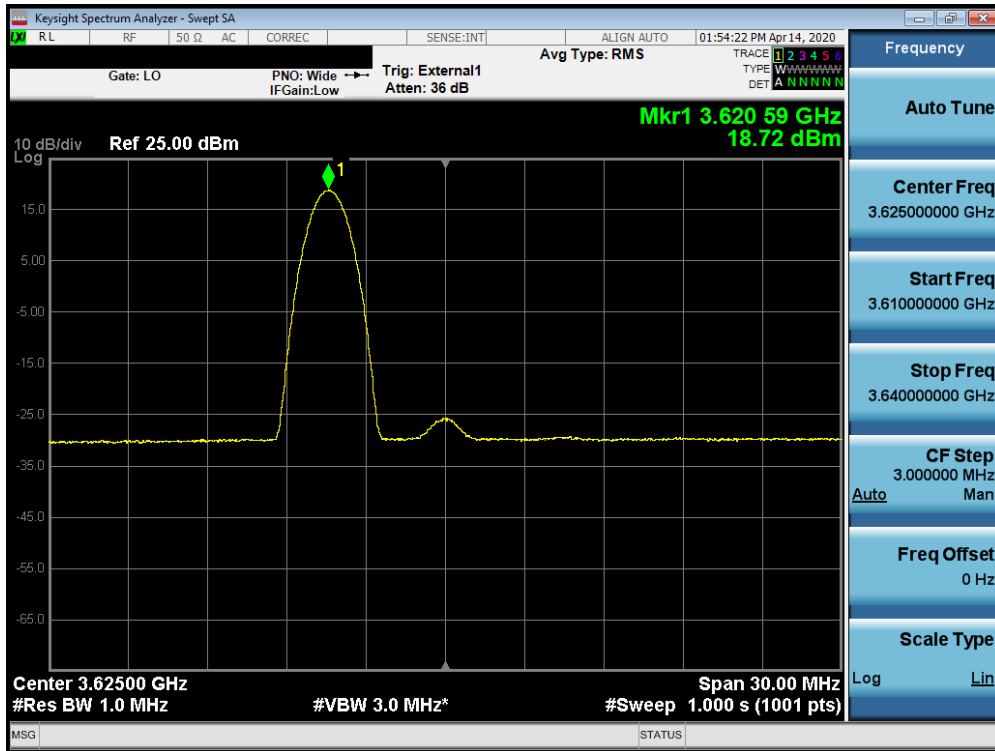 Keysight Spectrum Analyzer - Swept SA
LXI RL RF 50 Ω AC CORREC SENSE:INT ALIGN AUTO 01:54:22 PM Apr 14, 2020
Gate: LO PNO: Wide Trig: External1 Avg Type: RMS TRACE 1 2 3 4 5 6
IFGain:Low Atten: 36 dB TYPE W W W W W W
DET A N N N N N
Mkr1 3.620 59 GHz
18.72 dBm
10 dB/div Ref 25.00 dBm
Log
1
15.0
5.00
-5.00
-15.0
-25.0
-35.0
-45.0
-55.0
-65.0
Center 3.62500 GHz Span 30.00 MHz
#Res BW 1.0 MHz #VBW 3.0 MHz* #Sweep 1.000 s (1001 pts)
MSG STATUS
Frequency
Auto Tune
Center Freq
3.625000000 GHz
Start Freq
3.610000000 GHz
Stop Freq
3.640000000 GHz
CF Step
3.000000 MHz
Auto Man
Freq Offset
0 Hz
Scale Type
Log Lin